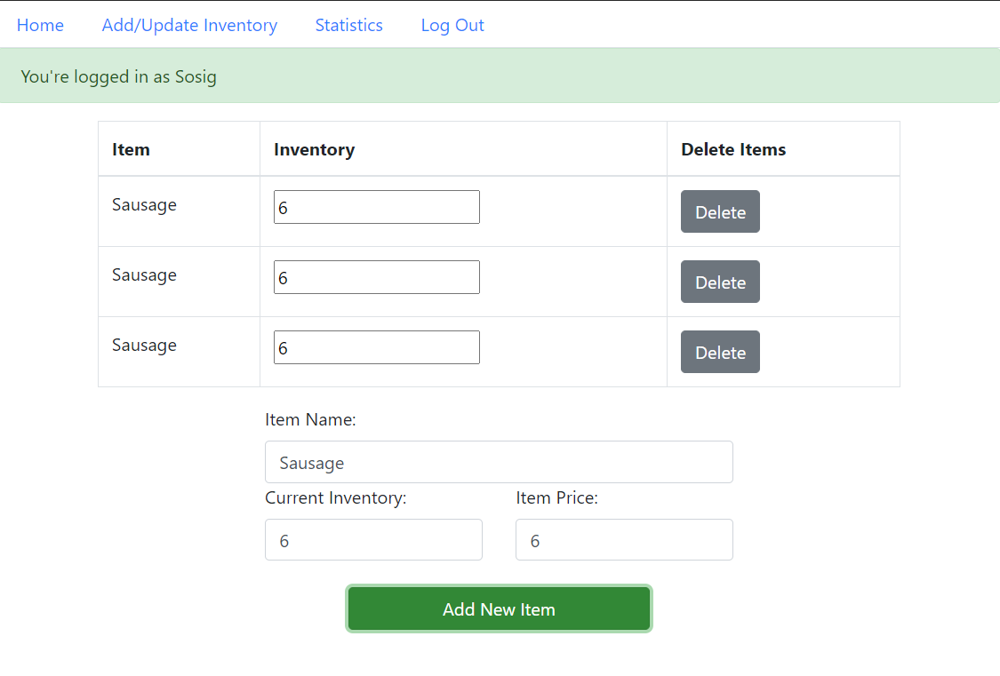 Home Add/Update Inventory Statistics Log Out
You're logged in as Sosig
Item Inventory Delete Items
Sausage 6 Delete
Sausage 6 Delete
Sausage 6 Delete
Item Name:
Sausage
Current Inventory: Item Price:
6 6
Add New Item